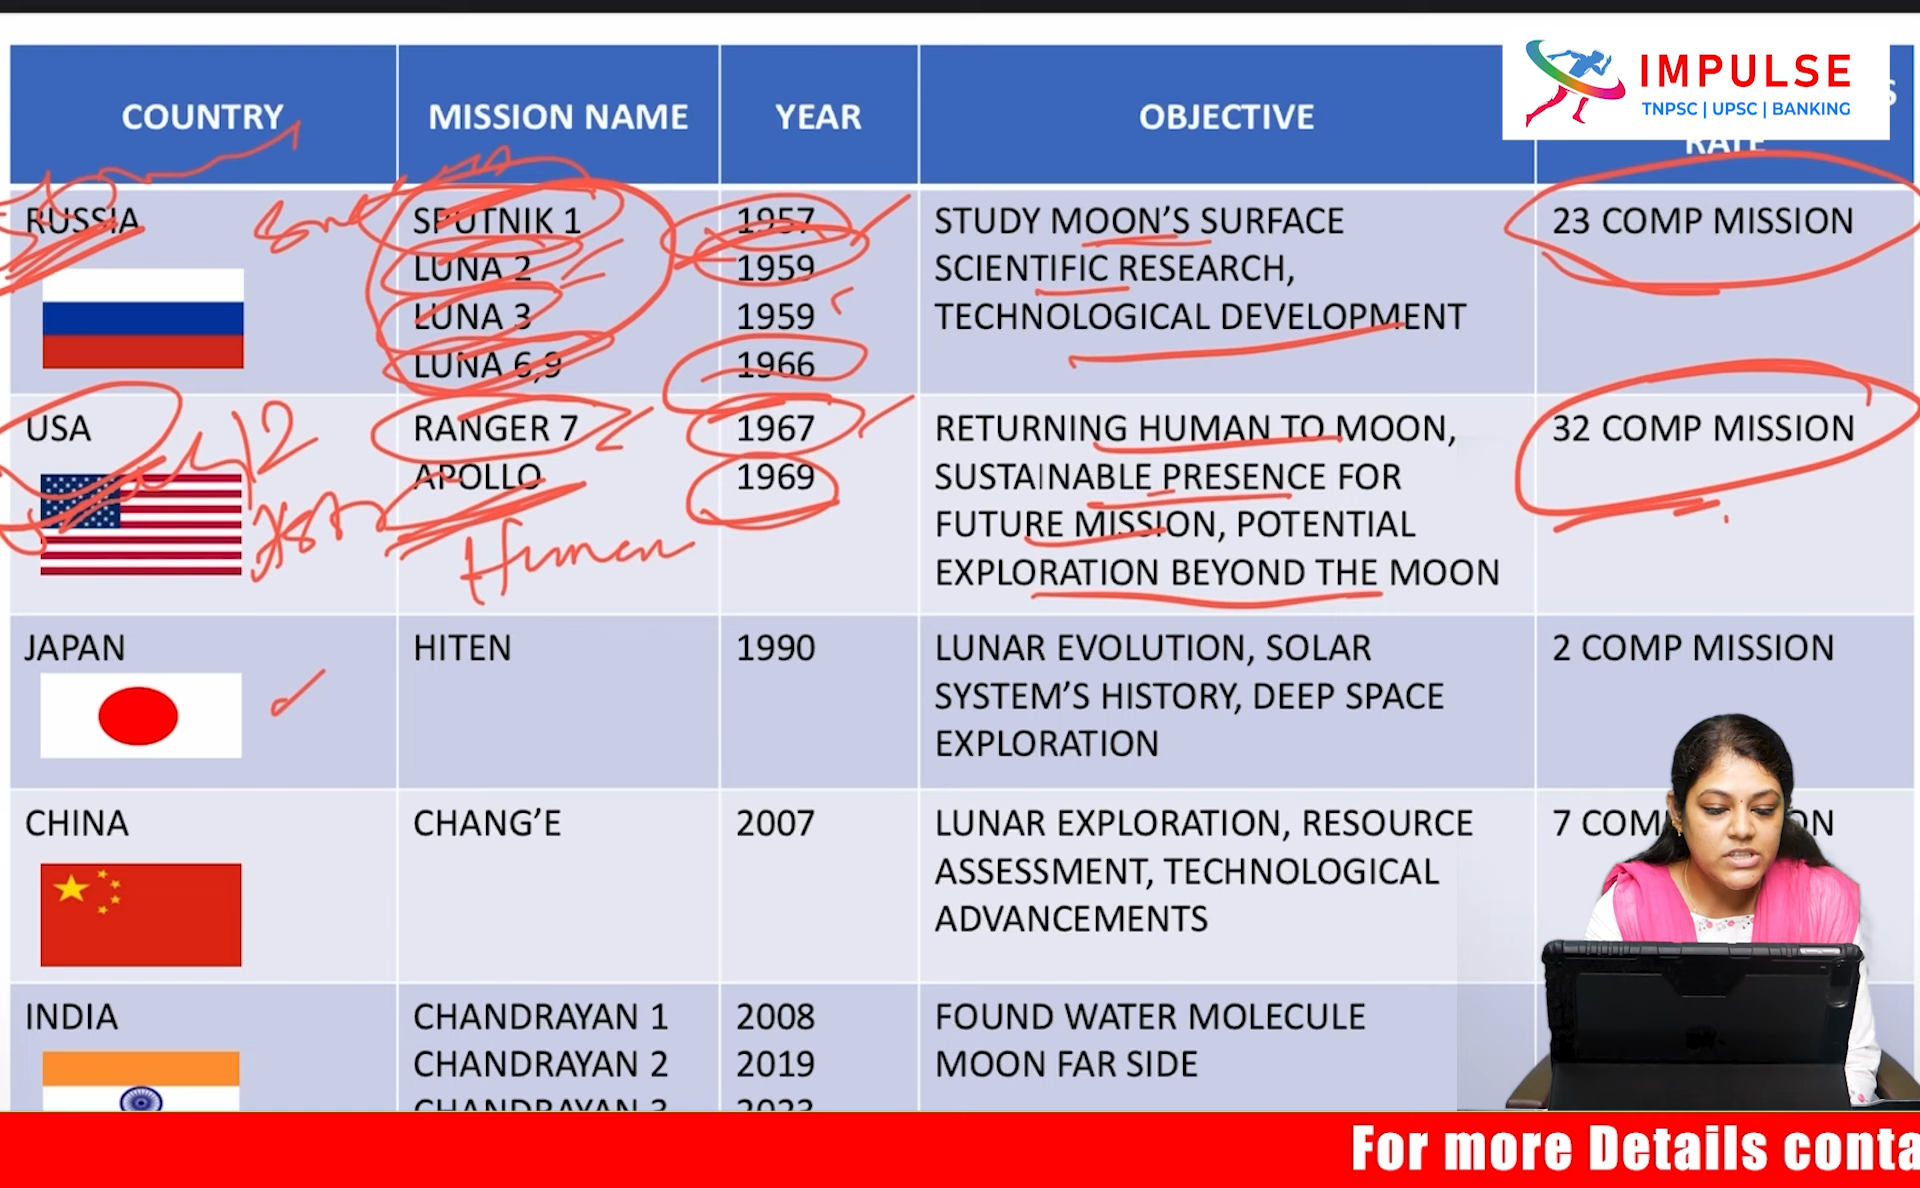 COUNTRY
MISSION NAME
YEAR
OBJECTIVE
IMPULSE
TNPSC | UPSC | BANKING
RUSSIA
SPUTNIK 1
LUNA 2
LUNA 3
LUNA 6,9
1957
1959
1959
1966
STUDY MOON'S SURFACE
SCIENTIFIC RESEARCH,
TECHNOLOGICAL DEVELOPMENT
23 COMP MISSION
USA
12
RANGER 7
APOLLO
Human
1967
1969
RETURNING HUMAN TO MOON,
SUSTAINABLE PRESENCE FOR
FUTURE MISSION, POTENTIAL
EXPLORATION BEYOND THE MOON
32 COMP MISSION
JAPAN
HITEN
1990
LUNAR EVOLUTION, SOLAR
SYSTEM'S HISTORY, DEEP SPACE
EXPLORATION
2 COMP MISSION
CHINA
CHANG'E
2007
LUNAR EXPLORATION, RESOURCE
ASSESSMENT, TECHNOLOGICAL
ADVANCEMENTS
7
INDIA
CHANDRAYAN 1
CHANDRAYAN 2
CHANDRAYAN 3
2008
2019
2023
FOUND WATER MOLECULE
MOON FAR SIDE
For more Details